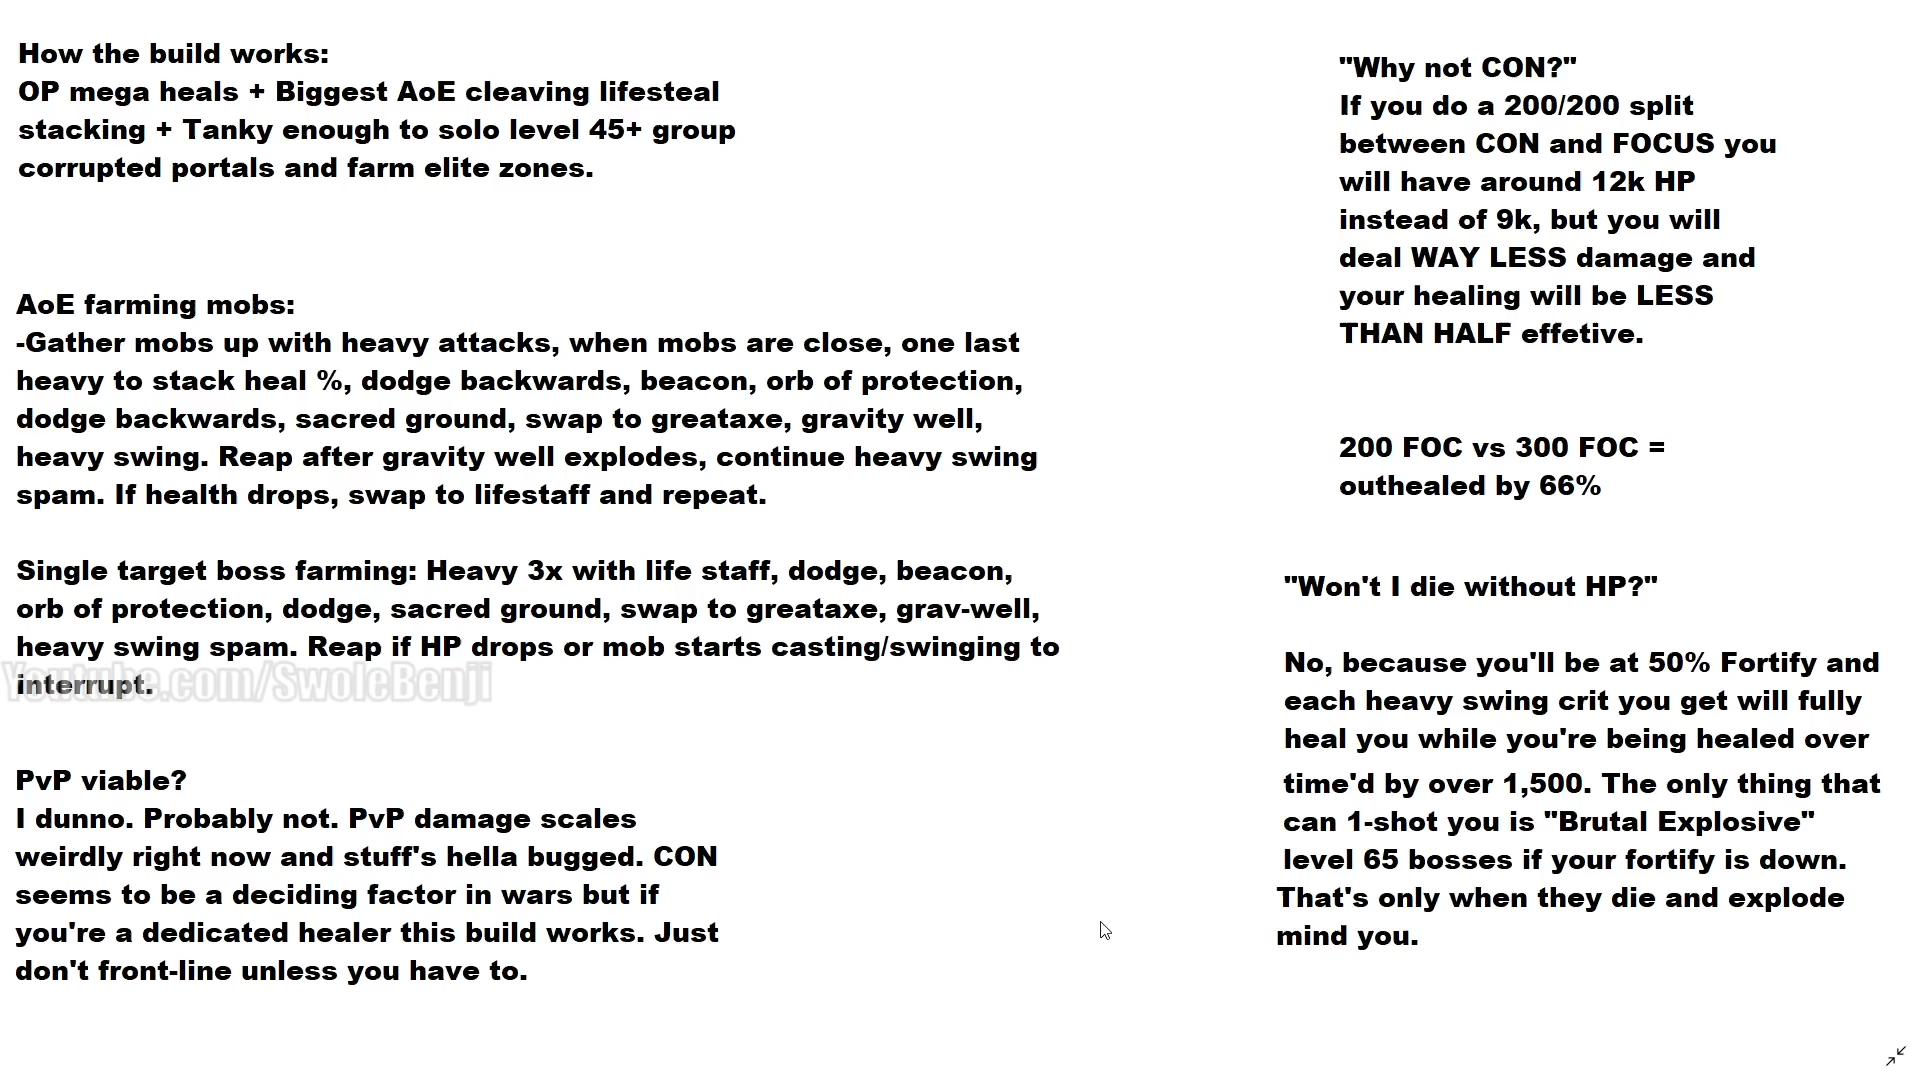 How the build works:
OP mega heals + Biggest AoE cleaving lifesteal
stacking + Tanky enough to solo level 45+ group
corrupted portals and farm elite zones.
AoE farming mobs:
-Gather mobs up with heavy attacks, when mobs are close, one last
heavy to stack heal %, dodge backwards, beacon, orb of protection,
dodge backwards, sacred ground, swap to greataxe, gravity well,
heavy swing. Reap after gravity well explodes, continue heavy swing
spam. If health drops, swap to lifestaff and repeat.
Single target boss farming: Heavy 3x with life staff, dodge, beacon,
orb of protection, dodge, sacred ground, swap to greataxe, grav-well,
heavy swing spam. Reap if HP drops or mob starts casting/swinging to
interrupt.
Youtube.com/SwoleBenji
PvP viable?
I dunno. Probably not. PvP damage scales
weirdly right now and stuff's hella bugged. CON
seems to be a deciding factor in wars but if
you're a dedicated healer this build works. Just
don't front-line unless you have to.
"Why not CON?"
If you do a 200/200 split
between CON and FOCUS you
will have around 12k HP
instead of 9k, but you will
deal WAY LESS damage and
your healing will be LESS
THAN HALF effetive.
200 FOC vs 300 FOC =
outhealed by 66%
"Won't I die without HP?"
No, because you'll be at 50% Fortify and
each heavy swing crit you get will fully
heal you while you're being healed over
time'd by over 1,500. The only thing that
can 1-shot you is "Brutal Explosive"
level 65 bosses if your fortify is down.
That's only when they die and explode
mind you.